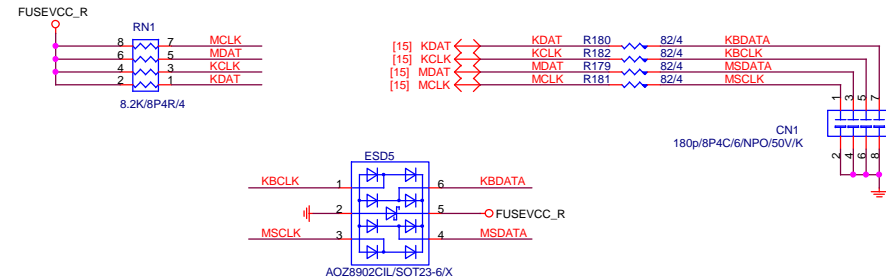 FUSEVCC_R
RN1
8 7 MCLK
6 5 MDAT
4 3 KCLK
2 1 KDAT
8.2K/8P4R/4
[15] KDAT KDAT R180 82/4 KBDATA
[15] KCLK KCLK R182 82/4 KBCLK
[15] MDAT MDAT R179 82/4 MSDATA
[15] MCLK MCLK R181 82/4 MSCLK
1 3 5 7
CN1
180p/8P4C/6/NPO/50V/K
2 4 6 8
ESD5
KBCLK 1 6 KBDATA
2 5 FUSEVCC_R
MSCLK 3 4 MSDATA
AOZ8902CIL/SOT23-6/X